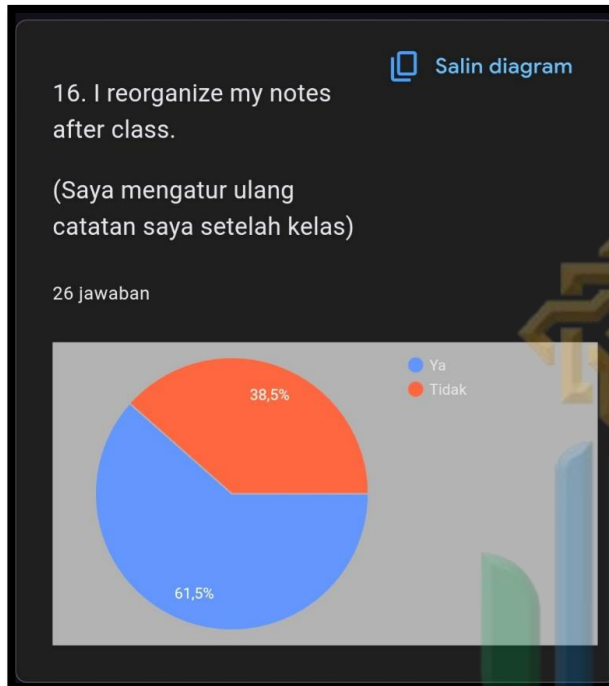 Salin diagram
16. I reorganize my notes
after class.
(Saya mengatur ulang
catatan saya setelah kelas)
26 jawaban
Ya
Tidak
38,5%
61,5%